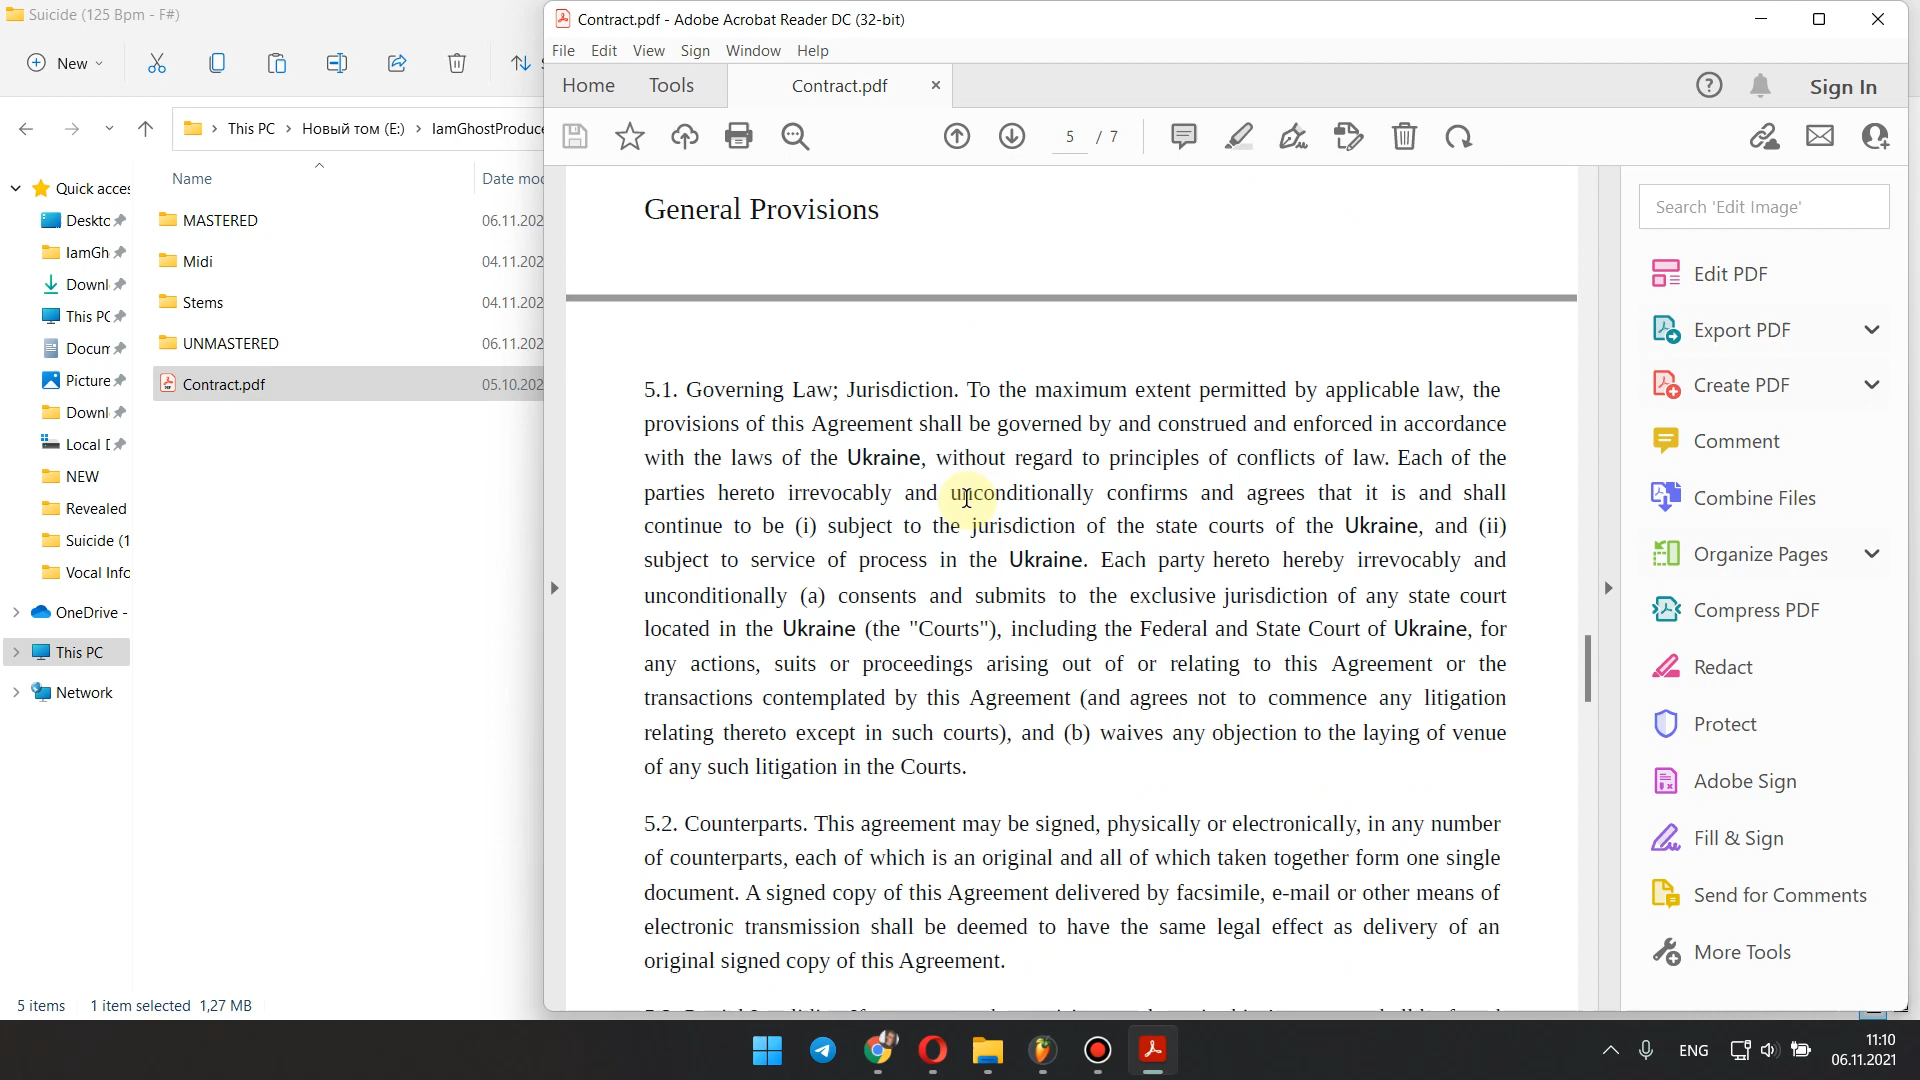 Suicide (125 Bpm - F#)
New
This PC
Новый том (E:)
IamGhostProduce
Name
Date mod
Quick acces
Deskto
IamGh
Downl
This PC
Docum
Picture
Downl
Local D
NEW
Revealed
Suicide (1
Vocal Info
OneDrive -
This PC
Network
MASTERED 06.11.202
Midi 04.11.202
Stems 04.11.202
UNMASTERED 06.11.202
Contract.pdf 05.10.202
5 items 1 item selected 1,27 MB
Contract.pdf - Adobe Acrobat Reader DC (32-bit)
File Edit View Sign Window Help
Home Tools Contract.pdf Sign In
5 / 7
General Provisions
5.1. Governing Law; Jurisdiction. To the maximum extent permitted by applicable law, the
provisions of this Agreement shall be governed by and construed and enforced in accordance
with the laws of the Ukraine, without regard to principles of conflicts of law. Each of the
parties hereto irrevocably and unconditionally confirms and agrees that it is and shall
continue to be (i) subject to the jurisdiction of the state courts of the Ukraine, and (ii)
subject to service of process in the Ukraine. Each party hereto hereby irrevocably and
unconditionally (a) consents and submits to the exclusive jurisdiction of any state court
located in the Ukraine (the "Courts"), including the Federal and State Court of Ukraine, for
any actions, suits or proceedings arising out of or relating to this Agreement or the
transactions contemplated by this Agreement (and agrees not to commence any litigation
relating thereto except in such courts), and (b) waives any objection to the laying of venue
of any such litigation in the Courts.
5.2. Counterparts. This agreement may be signed, physically or electronically, in any number
of counterparts, each of which is an original and all of which taken together form one single
document. A signed copy of this Agreement delivered by facsimile, e-mail or other means of
electronic transmission shall be deemed to have the same legal effect as delivery of an
original signed copy of this Agreement.
Search 'Edit Image'
Edit PDF
Export PDF
Create PDF
Comment
Combine Files
Organize Pages
Compress PDF
Redact
Protect
Adobe Sign
Fill & Sign
Send for Comments
More Tools
ENG
11:10
06.11.2021